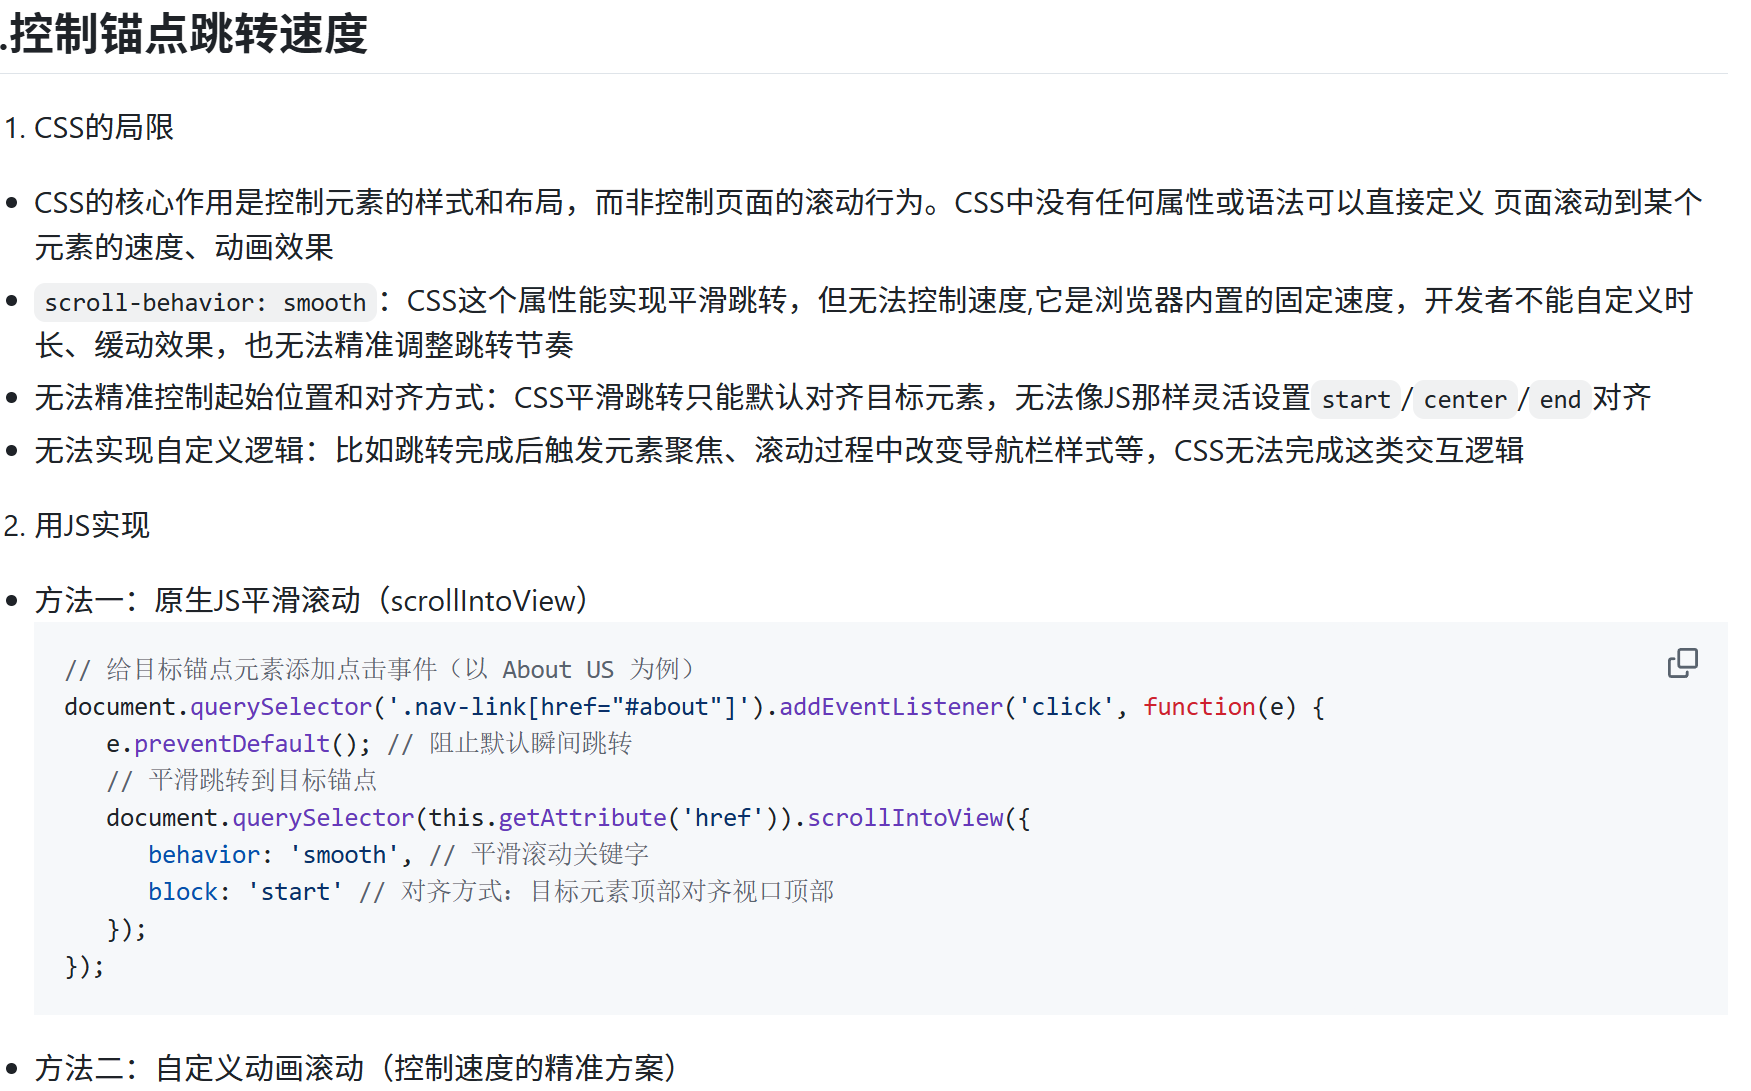 .控制锚点跳转速度
1. CSS的局限
• CSS的核心作用是控制元素的样式和布局，而非控制页面的滚动行为。CSS中没有任何属性或语法可以直接定义 页面滚动到某个
元素的速度、动画效果
• scroll-behavior: smooth：CSS这个属性能实现平滑跳转，但无法控制速度,它是浏览器内置的固定速度，开发者不能自定义时
长、缓动效果，也无法精准调整跳转节奏
• 无法精准控制起始位置和对齐方式：CSS平滑跳转只能默认对齐目标元素，无法像JS那样灵活设置start/center/end对齐
• 无法实现自定义逻辑：比如跳转完成后触发元素聚焦、滚动过程中改变导航栏样式等，CSS无法完成这类交互逻辑
2. 用JS实现
• 方法一：原生JS平滑滚动（scrollIntoView）
// 给目标锚点元素添加点击事件（以 About US 为例）
document.querySelector('.nav-link[href="#about"]').addEventListener('click', function(e) {
   e.preventDefault(); // 阻止默认瞬间跳转
   // 平滑跳转到目标锚点
   document.querySelector(this.getAttribute('href')).scrollIntoView({
      behavior: 'smooth', // 平滑滚动关键字
      block: 'start' // 对齐方式：目标元素顶部对齐视口顶部
   });
});
• 方法二：自定义动画滚动（控制速度的精准方案）